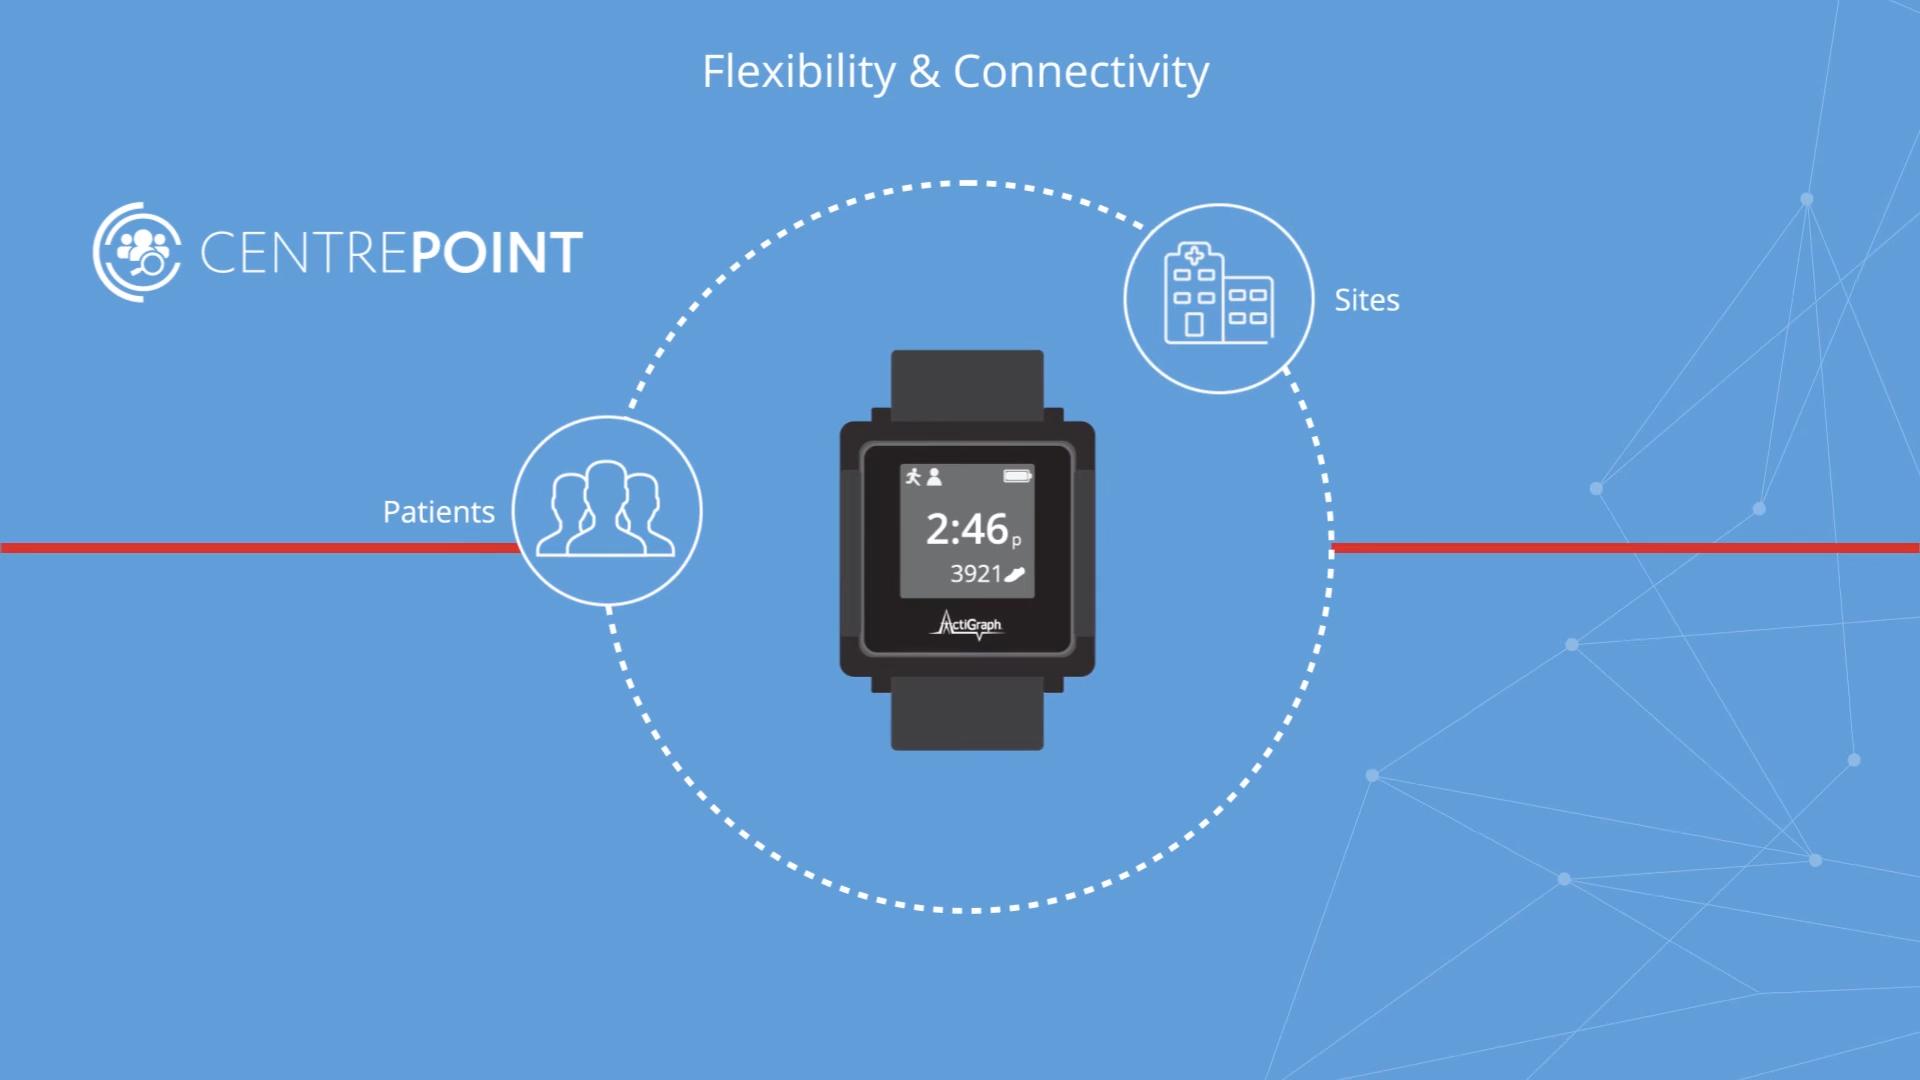 Flexibility & Connectivity
CENTREPOINT
Sites
Patients
2:46p
3921
ActiGraph